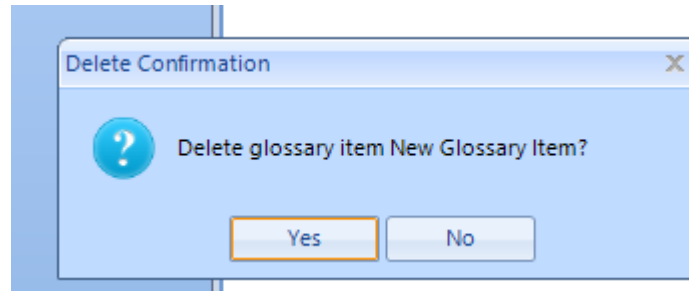 Delete Confirmation
Delete glossary item New Glossary Item?
Yes
No